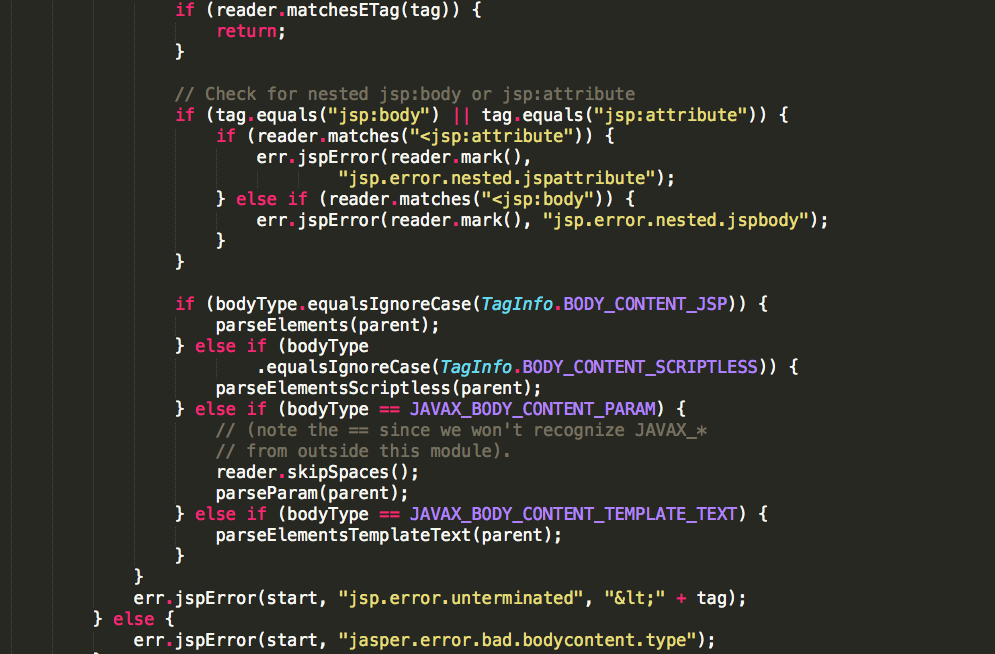 if (reader.matchesETag(tag)) {
return;
}
// Check for nested jsp:body or jsp:attribute
if (tag.equals("jsp:body") || tag.equals("jsp:attribute")) {
if (reader.matches("<jsp:attribute")) {
err.jspError(reader.mark(),
"jsp.error.nested.jspattribute");
} else if (reader.matches("<jsp:body")) {
err.jspError(reader.mark(), "jsp.error.nested.jspbody");
}
}
if (bodyType.equalsIgnoreCase(TagInfo.BODY_CONTENT_JSP)) {
parseElements(parent);
} else if (bodyType
.equalsIgnoreCase(TagInfo.BODY_CONTENT_SCRIPTLESS)) {
parseElementsScriptless(parent);
} else if (bodyType == JAVAX_BODY_CONTENT_PARAM) {
// (note the == since we won't recognize JAVAX_*
// from outside this module).
reader.skipSpaces();
parseParam(parent);
} else if (bodyType == JAVAX_BODY_CONTENT_TEMPLATE_TEXT) {
parseElementsTemplateText(parent);
}
}
err.jspError(start, "jsp.error.unterminated", "&lt;" + tag);
} else {
err.jspError(start, "jasper.error.bad.bodycontent.type");